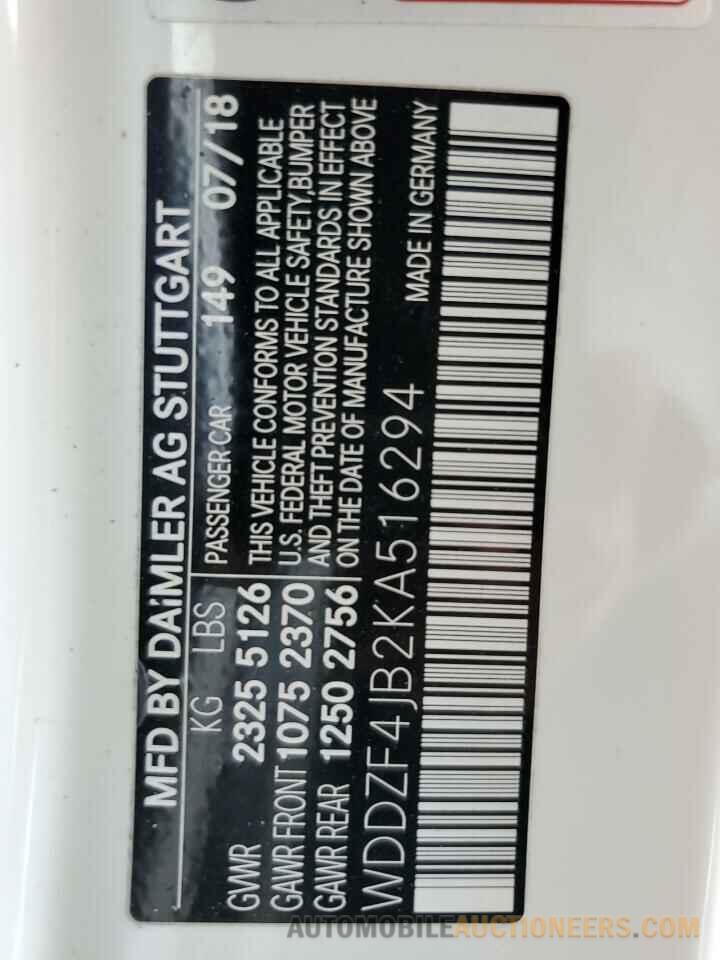 MFD BY DAIMLER AG STUTTGART
KG LBS PASSENGER CAR 149 07/18
GVWR 2325 5126 THIS VEHICLE CONFORMS TO ALL APPLICABLE
GAWR FRONT 1075 2370 U.S. FEDERAL MOTOR VEHICLE SAFETY, BUMPER
GAWR REAR 1250 2756 AND THEFT PREVENTION STANDARDS IN EFFECT
ON THE DATE OF MANUFACTURE SHOWN ABOVE
WDDZF4JB2KA516294 MADE IN GERMANY
AUTOMOBILEAUCTIONEERS.COM